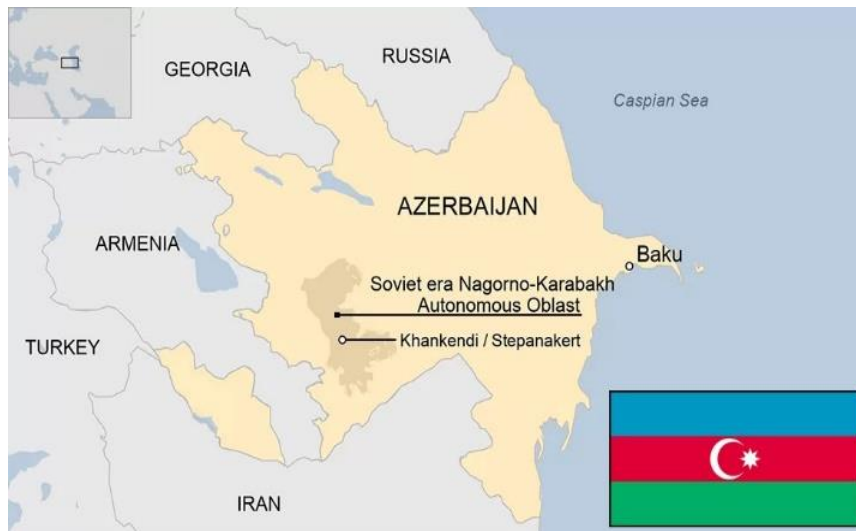 RUSSIA
GEORGIA
Caspian Sea
AZERBAIJAN
ARMENIA
Baku
Soviet era Nagorno-Karabakh
Autonomous Oblast
Khankendi / Stepanakert
TURKEY
IRAN